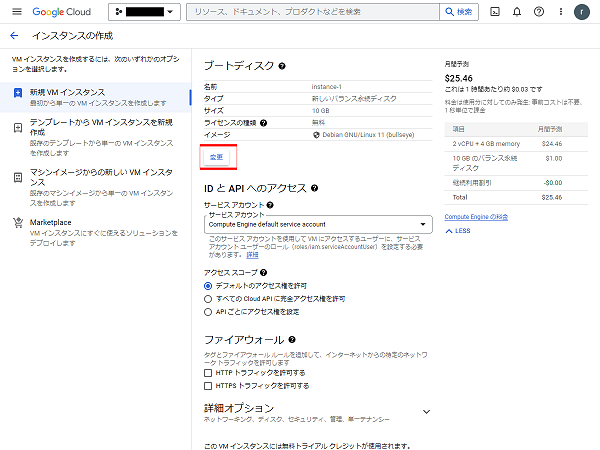 Google Cloud
リソース、ドキュメント、プロダクトなどを検索
検索
r
インスタンスの作成
VM インスタンスを作成するには、次のいずれかのオプションを選択します。
新規 VM インスタンス
最初から単一の VM インスタンスを作成します
テンプレートから VM インスタンスを新規作成
既存のテンプレートから単一の VM インスタンスを作成します
マシンイメージからの新しい VM インスタンス
既存のマシンイメージから単一の VM インスタンスを作成します
Marketplace
VM インスタンスにすぐに使えるソリューションをデプロイします
ブートディスク
名前 instance-1
タイプ 新しいバランス永続ディスク
サイズ 10 GB
ライセンスの種類 無料
イメージ Debian GNU/Linux 11 (bullseye)
変更
ID と API へのアクセス
サービス アカウント
サービス アカウント
Compute Engine default service account
このサービス アカウントを使用して VM にアクセスするユーザーに、サービス アカウント ユーザーのロール（roles/iam.serviceAccountUser）を設定する必要があります。 詳細
アクセス スコープ
デフォルトのアクセス権を許可
すべての Cloud API に完全アクセス権を許可
API ごとにアクセス権を設定
ファイアウォール
タグとファイアウォール ルールを追加して、インターネットからの特定のネットワーク トラフィックを許可します
HTTP トラフィックを許可する
HTTPS トラフィックを許可する
詳細オプション
ネットワーキング、ディスク、セキュリティ、管理、単一テナンシー
この VM インスタンスには無料トライアル クレジットが使用されます。
月間予測
$25.46
これは 1 時間あたり約 $0.03 です
料金は使用分に対してのみ発生: 事前コストは不要、1 秒単位で課金
項目 月間予測
2 vCPU + 4 GB memory $24.46
10 GB のバランス永続ディスク $1.00
継続利用割引 -$0.00
Total $25.46
Compute Engine の料金
LESS